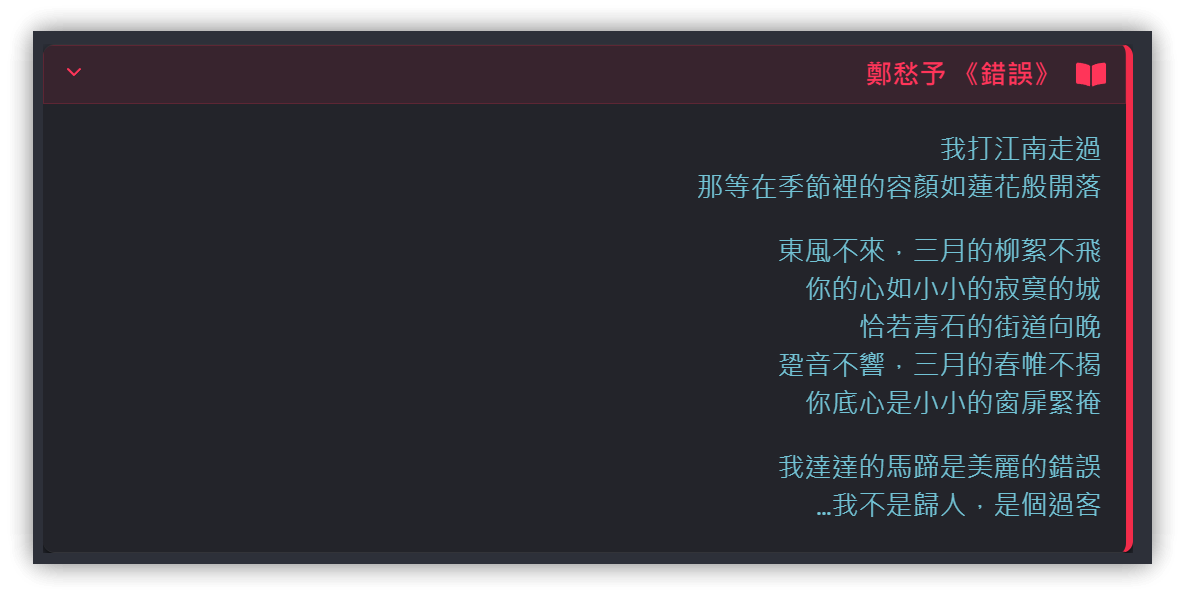 鄭愁予 《錯誤》
我打江南走過
那等在季節裡的容顏如蓮花般開落
東風不來，三月的柳絮不飛
你的心如小小的寂寞的城
恰若青石的街道向晚
跫音不響，三月的春帷不揭
你底心是小小的窗扉緊掩
我達達的馬蹄是美麗的錯誤
…我不是歸人，是個過客